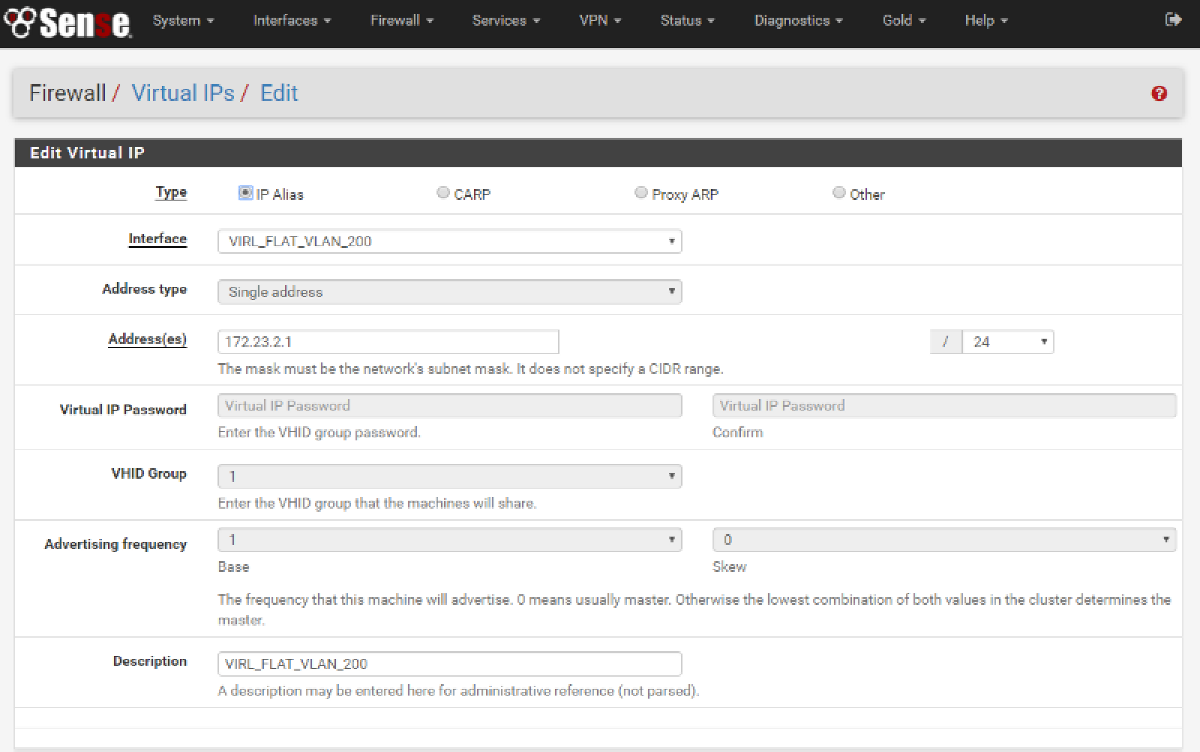 Sense System Interfaces Firewall Services VPN Status Diagnostics Gold Help
Firewall / Virtual IPs / Edit
Edit Virtual IP
Type IP Alias CARP Proxy ARP Other
Interface VIRL_FLAT_VLAN_200
Address type Single address
Address(es) 172.23.2.1 / 24
The mask must be the network's subnet mask. It does not specify a CIDR range.
Virtual IP Password Virtual IP Password Virtual IP Password
Enter the VHID group password. Confirm
VHID Group 1
Enter the VHID group that the machines will share.
Advertising frequency 1 0
Base Skew
The frequency that this machine will advertise. 0 means usually master. Otherwise the lowest combination of both values in the cluster determines the
master.
Description VIRL_FLAT_VLAN_200
A description may be entered here for administrative reference (not parsed).